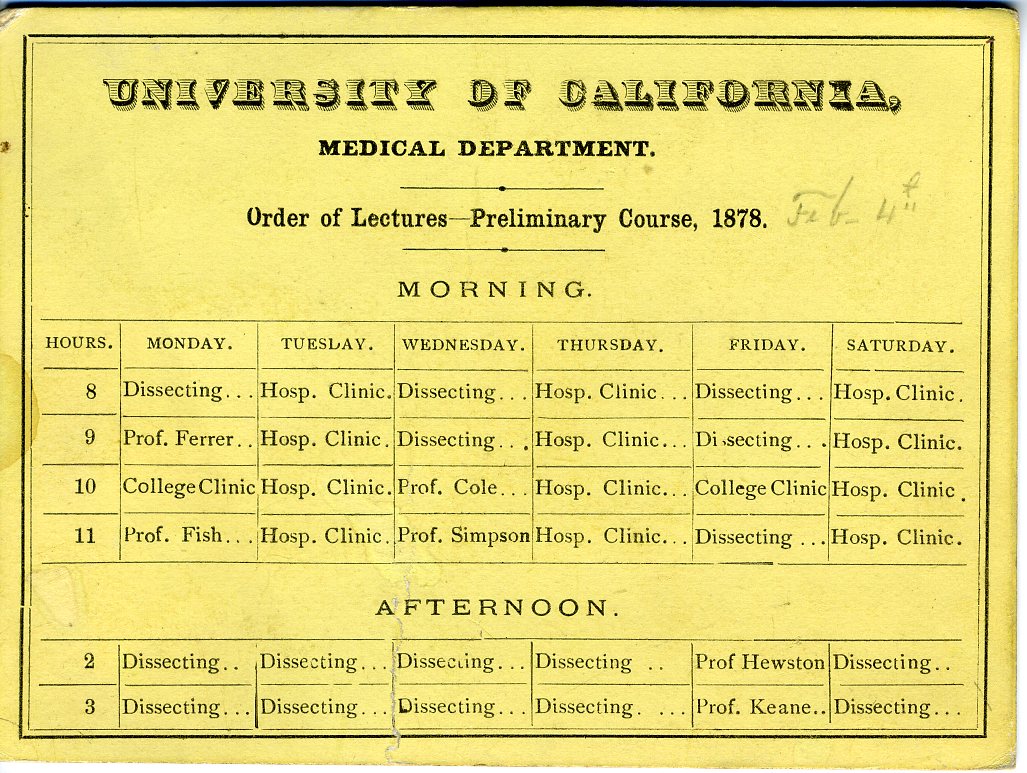 UNIVERSITY OF CALIFORNIA,
MEDICAL DEPARTMENT.
Order of Lectures—Preliminary Course, 1878. Feb 4th
MORNING.
HOURS. MONDAY. TUESLAY. WEDNESDAY. THURSDAY. FRIDAY. SATURDAY.
8 Dissecting... Hosp. Clinic. Dissecting... Hosp. Clinic... Dissecting... Hosp. Clinic.
9 Prof. Ferrer.. Hosp. Clinic. Dissecting... Hosp. Clinic... Dissecting... Hosp. Clinic.
10 College Clinic Hosp. Clinic. Prof. Cole... Hosp. Clinic... College Clinic Hosp. Clinic.
11 Prof. Fish... Hosp. Clinic. Prof. Simpson Hosp. Clinic... Dissecting ... Hosp. Clinic.
AFTERNOON.
2 Dissecting.. Dissecting... Dissecting... Dissecting .. Prof Hewston Dissecting..
3 Dissecting... Dissecting... Dissecting... Dissecting. ... Prof. Keane.. Dissecting...